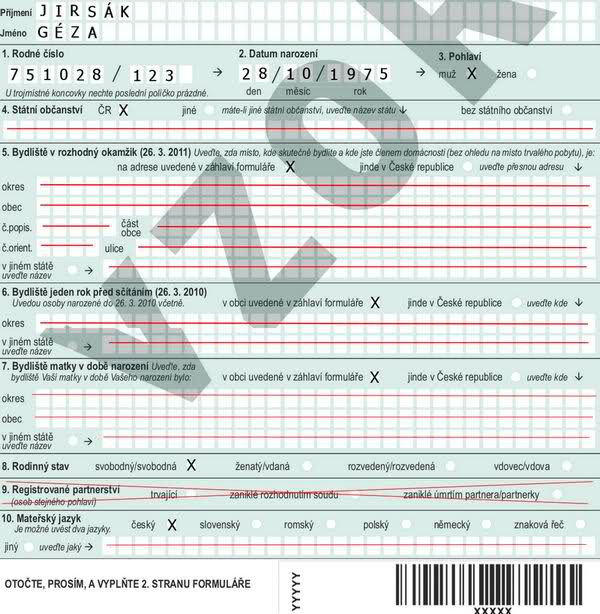 Příjmení JIRSÁK
Jméno GÉZA
1. Rodné číslo 2. Datum narození 3. Pohlaví
751028 / 123 → 28/10/1975 → muž X žena
U trojmístné koncovky nechte poslední políčko prázdné. den měsíc rok
4. Státní občanství ČR X jiné máte-li jiné státní občanství, uveďte název státu ↓ bez státního občanství
5. Bydliště v rozhodný okamžik (26. 3. 2011) Uveďte, zda místo, kde skutečně bydlíte a kde jste členem domácnosti (bez ohledu na místo trvalého pobytu), je:
na adrese uvedené v záhlaví formuláře X jinde v České republice uveďte přesnou adresu ↓
okres
obec
č.popis. část obce
č.orient. ulice
v jiném státě →
uveďte název
6. Bydliště jeden rok před sčítáním (26. 3. 2010)
Uvedou osoby narozené do 26. 3. 2010 včetně. v obci uvedené v záhlaví formuláře X jinde v České republice uveďte kde ↓
okres
v jiném státě →
uveďte název
7. Bydliště matky v době narození Uveďte, zda
bydliště Vaší matky v době Vašeho narození bylo: v obci uvedené v záhlaví formuláře X jinde v České republice uveďte kde ↓
okres
obec
v jiném státě →
uveďte název
8. Rodinný stav svobodný/svobodná X ženatý/vdaná rozvedený/rozvedená vdovec/vdova
9. Registrované partnerství trvající zaniklé rozhodnutím soudu zaniklé úmrtím partnera/partnerky
(osob stejného pohlaví)
10. Mateřský jazyk český X slovenský romský polský německý znaková řeč
Je možné uvést dva jazyky.
jiný uveďte jaký →
OTOČTE, PROSÍM, A VYPLŇTE 2. STRANU FORMULÁŘE
YYYYY
XXXXX
VZOR